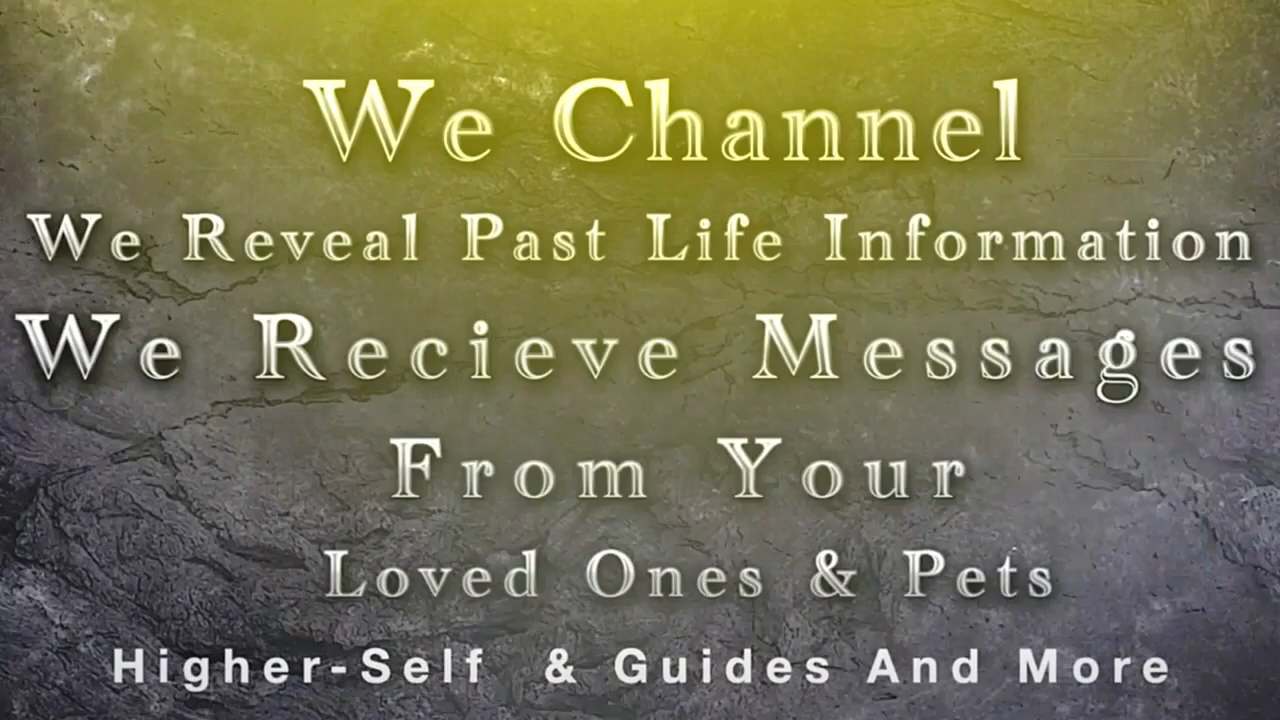 We Channel
We Reveal Past Life Information
We Recieve Messages
From Your
Loved Ones & Pets
Higher-Self & Guides And More